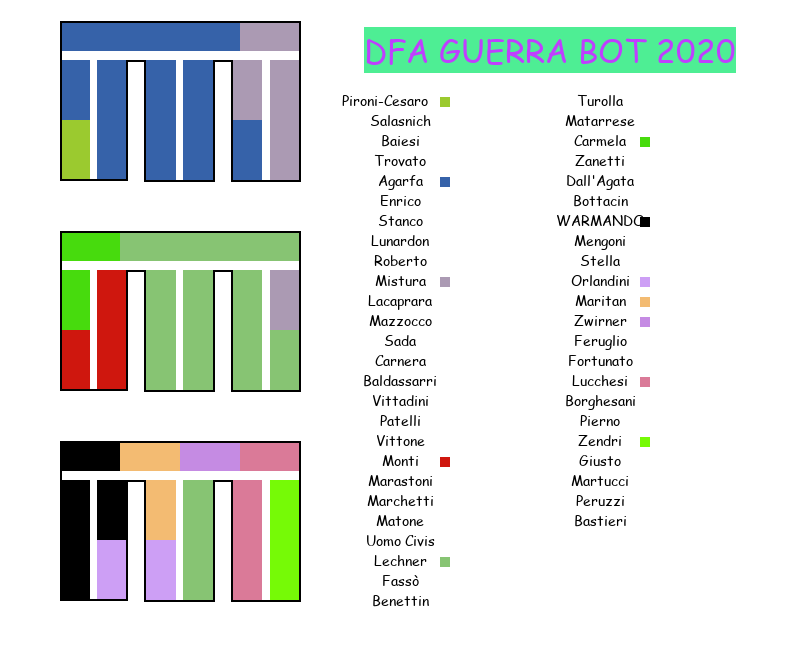 DFA GUERRA BOT 2020
Pironi-Cesaro
Salasnich
Baiesi
Trovato
Agarfa
Enrico
Stanco
Lunardon
Roberto
Mistura
Lacaprara
Mazzocco
Sada
Carnera
Baldassarri
Vittadini
Patelli
Vittone
Monti
Marastoni
Marchetti
Matone
Uomo Civis
Lechner
Fassò
Benettin
Turolla
Matarrese
Carmela
Zanetti
Dall'Agata
Bottacin
WARMANDO
Mengoni
Stella
Orlandini
Maritan
Zwirner
Feruglio
Fortunato
Lucchesi
Borghesani
Pierno
Zendri
Giusto
Martucci
Peruzzi
Bastieri